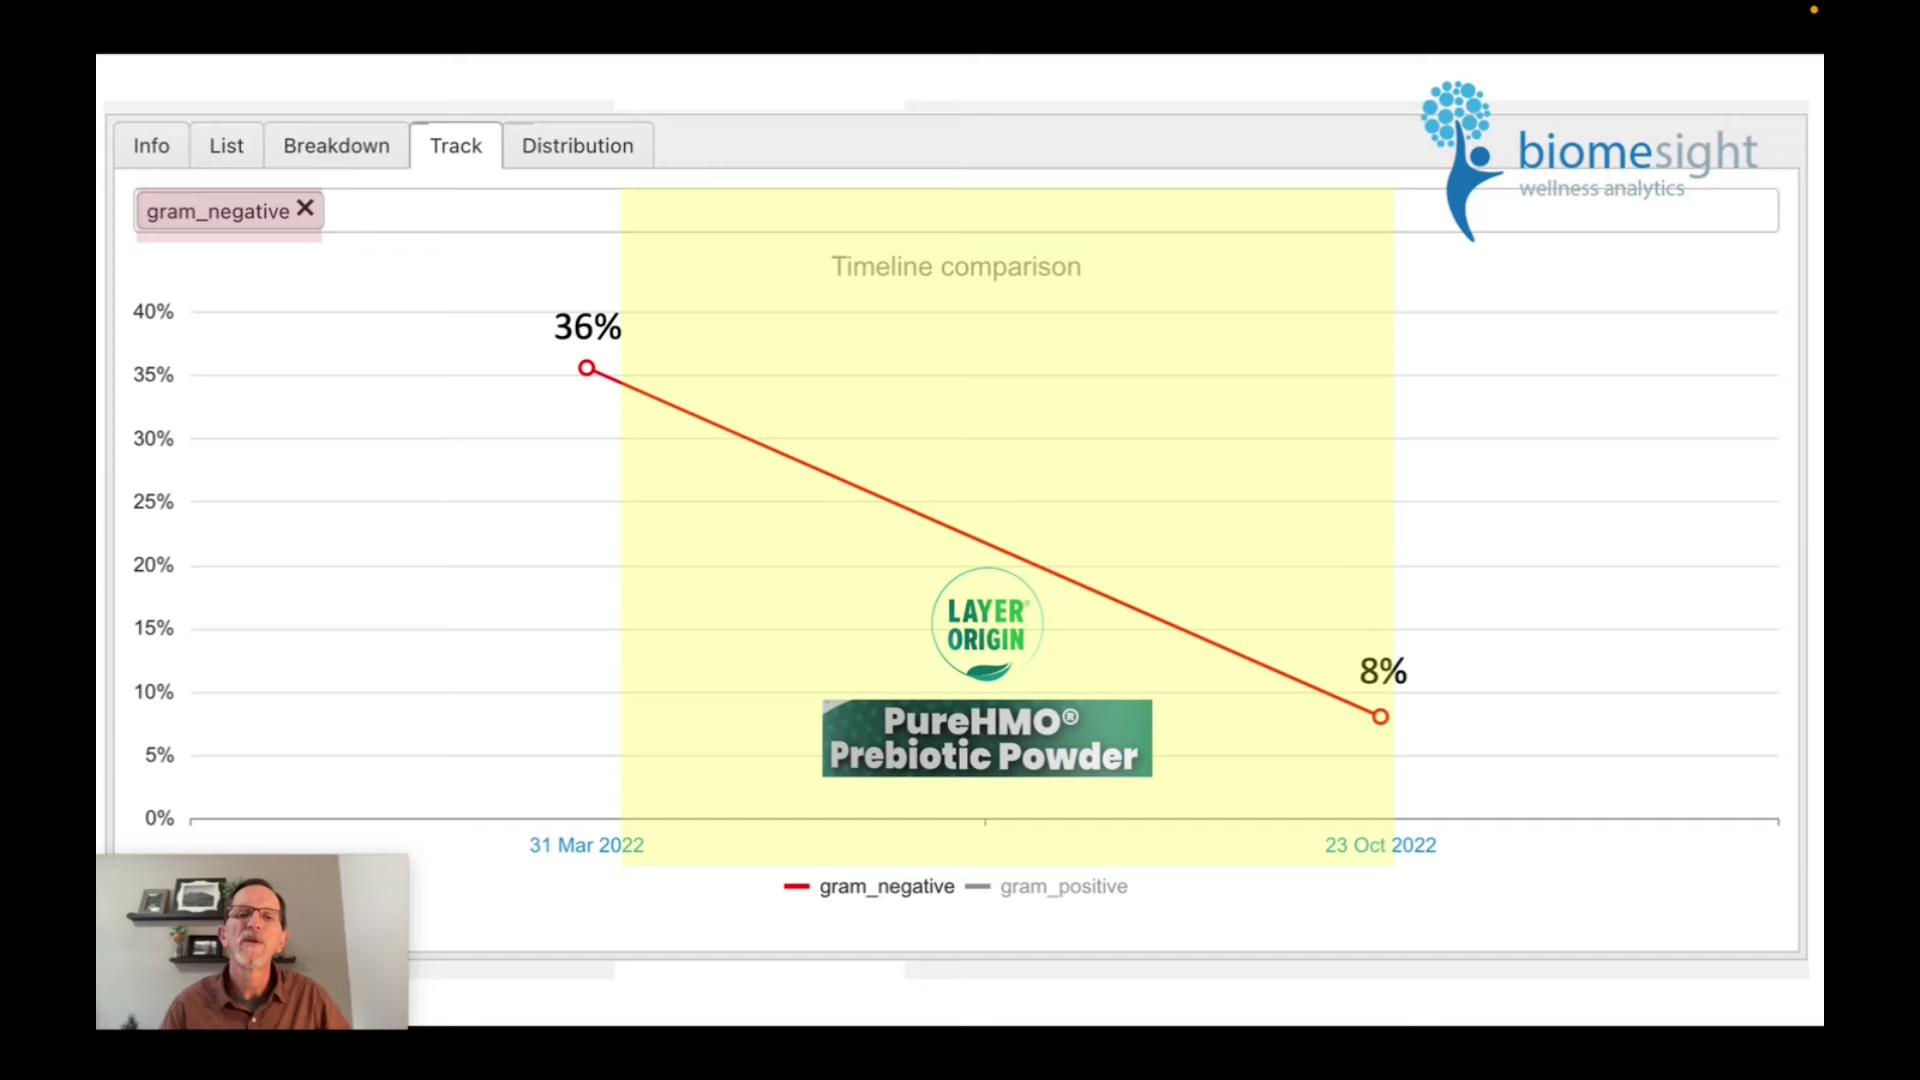 biomesight
wellness analytics
Info List Breakdown Track Distribution
gram_negative ✕
Timeline comparison
40%
36%
35%
30%
25%
20%
LAYER®
ORIGIN
15%
8%
10%
PureHMO®
Prebiotic Powder
5%
0%
31 Mar 2022 23 Oct 2022
gram_negative gram_positive